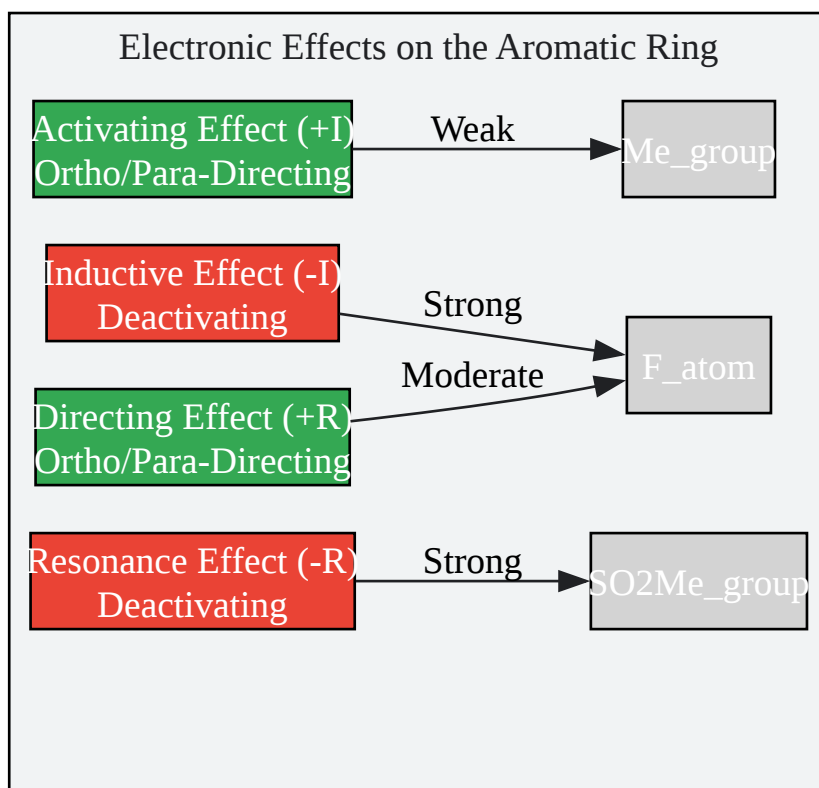 Electronic Effects on the Aromatic Ring
Activating Effect (+I)
Ortho/Para-Directing
Weak
Me_group
Inductive Effect (-I)
Deactivating
Strong
F_atom
Moderate
Directing Effect (+R)
Ortho/Para-Directing
Resonance Effect (-R)
Deactivating
Strong
SO2Me_group